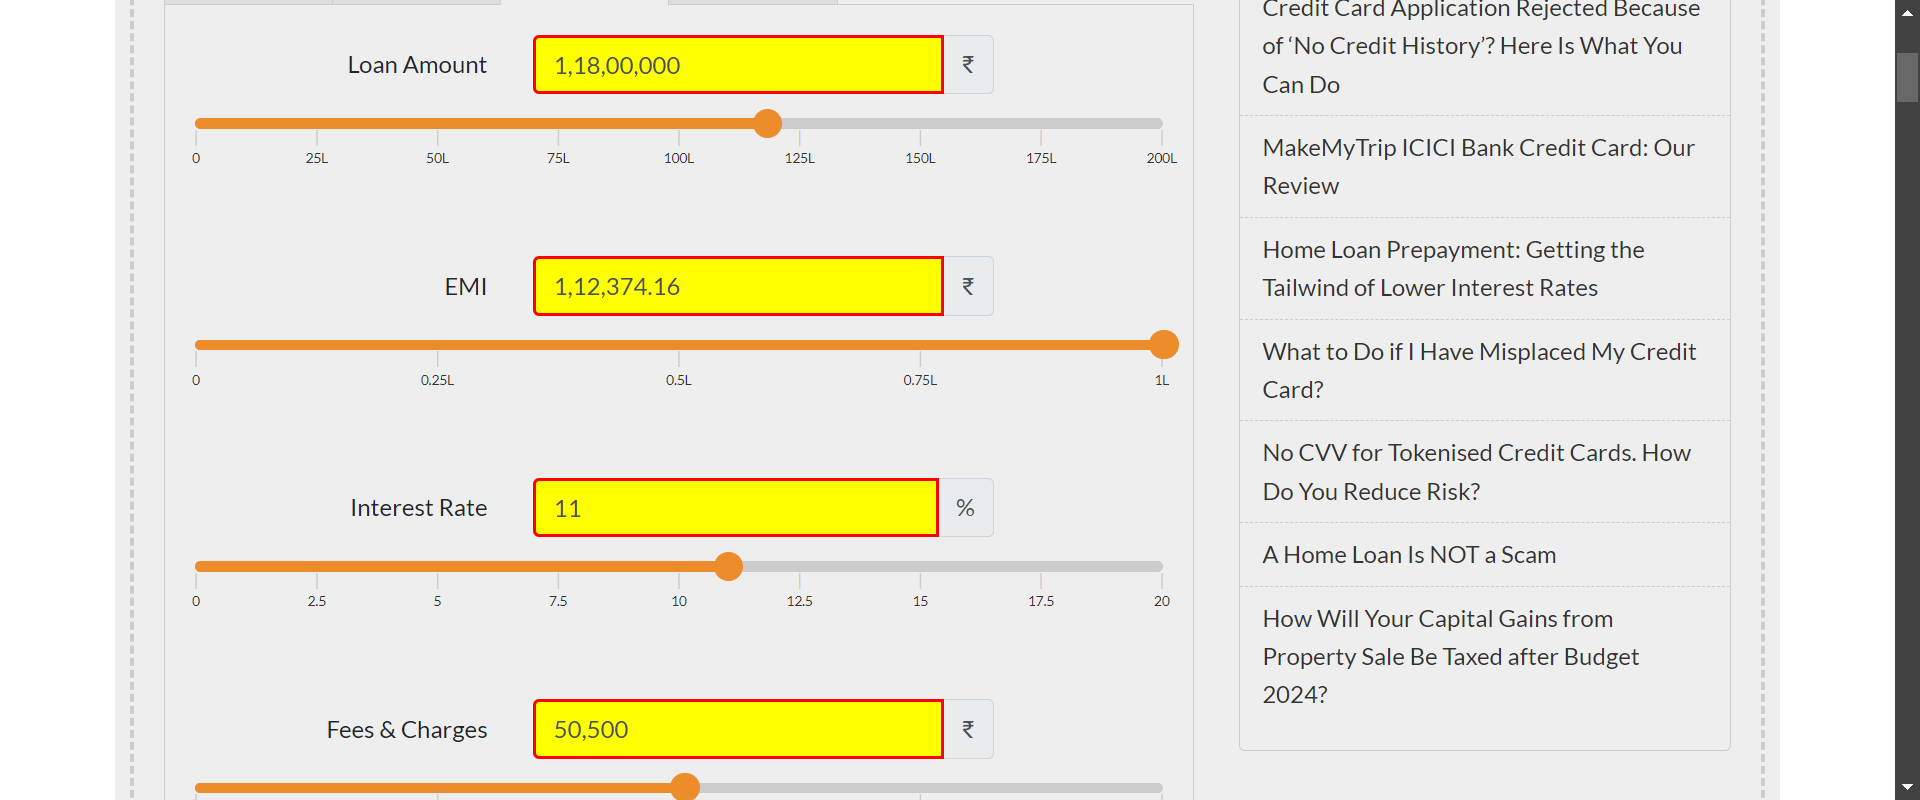 Loan Amount 1,18,00,000 ₹
0 25L 50L 75L 100L 125L 150L 175L 200L
EMI 1,12,374.16 ₹
0 0.25L 0.5L 0.75L 1L
Interest Rate 11 %
0 2.5 5 7.5 10 12.5 15 17.5 20
Fees & Charges 50,500 ₹
Credit Card Application Rejected Because
of ‘No Credit History’? Here Is What You
Can Do
MakeMyTrip ICICI Bank Credit Card: Our
Review
Home Loan Prepayment: Getting the
Tailwind of Lower Interest Rates
What to Do if I Have Misplaced My Credit
Card?
No CVV for Tokenised Credit Cards. How
Do You Reduce Risk?
A Home Loan Is NOT a Scam
How Will Your Capital Gains from
Property Sale Be Taxed after Budget
2024?